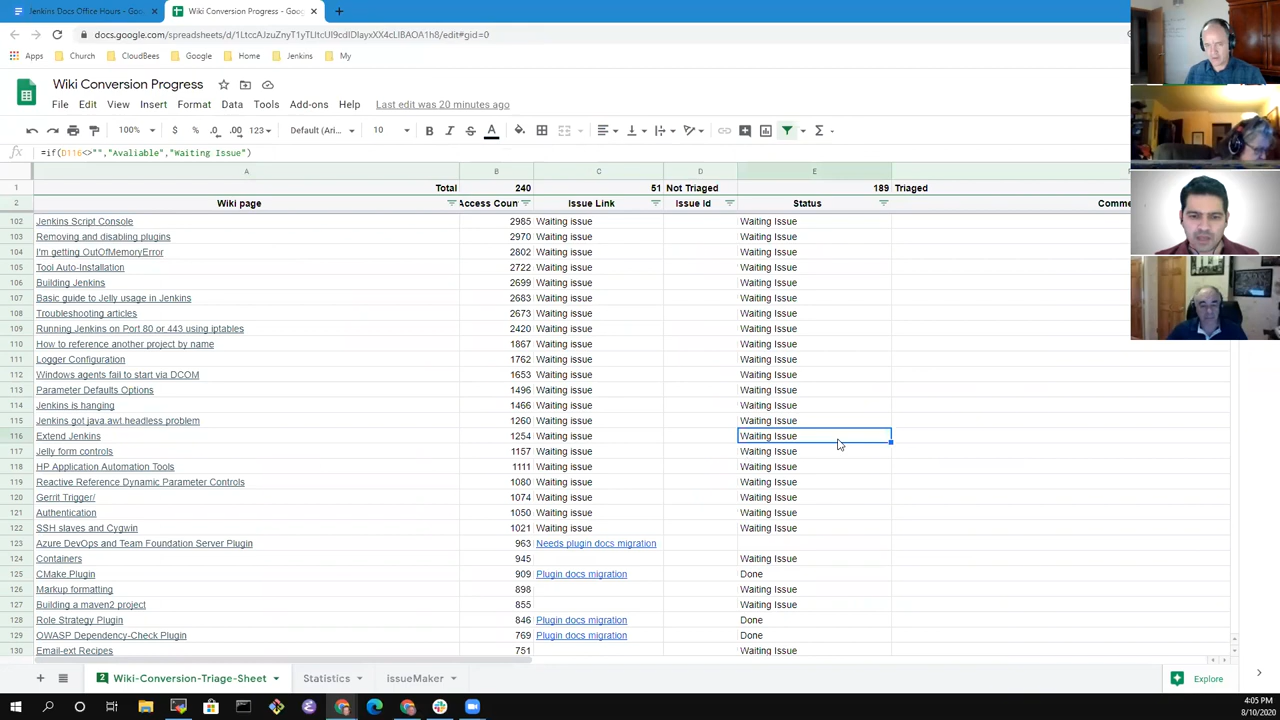 Jenkins Docs Office Hours - Goo
Wiki Conversion Progress - Goog
docs.google.com/spreadsheets/d/
Apps Church CloudBees Google Home Jenkins My
Wiki Conversion Progress
File Edit View Insert Format Data Tools Add-ons Help Last edit was 20 minutes ago
100% $ % .0 .00 123 Default (Ari... 10 B I S A
fx =if(D116<>"","Avaliable","Waiting Issue")
A B C D E
1 Total 240 51 Not Triaged 189 Triaged
2 Wiki page Access Coun Issue Link Issue Id Status Comme
102 Jenkins Script Console 2985 Waiting issue Waiting Issue
103 Removing and disabling plugins 2970 Waiting issue Waiting Issue
104 I'm getting OutOfMemoryError 2802 Waiting issue Waiting Issue
105 Tool Auto-Installation 2722 Waiting issue Waiting Issue
106 Building Jenkins 2699 Waiting issue Waiting Issue
107 Basic guide to Jelly usage in Jenkins 2683 Waiting issue Waiting Issue
108 Troubleshooting articles 2673 Waiting issue Waiting Issue
109 Running Jenkins on Port 80 or 443 using iptables 2420 Waiting issue Waiting Issue
110 How to reference another project by name 1867 Waiting issue Waiting Issue
111 Logger Configuration 1762 Waiting issue Waiting Issue
112 Windows agents fail to start via DCOM 1653 Waiting issue Waiting Issue
113 Parameter Defaults Options 1496 Waiting issue Waiting Issue
114 Jenkins is hanging 1466 Waiting issue Waiting Issue
115 Jenkins got java.awt.headless problem 1260 Waiting issue Waiting Issue
116 Extend Jenkins 1254 Waiting issue Waiting Issue
117 Jelly form controls 1157 Waiting issue Waiting Issue
118 HP Application Automation Tools 1111 Waiting issue Waiting Issue
119 Reactive Reference Dynamic Parameter Controls 1080 Waiting issue Waiting Issue
120 Gerrit Trigger/ 1074 Waiting issue Waiting Issue
121 Authentication 1050 Waiting issue Waiting Issue
122 SSH slaves and Cygwin 1021 Waiting issue Waiting Issue
123 Azure DevOps and Team Foundation Server Plugin 963 Needs plugin docs migration
124 Containers 945 Waiting Issue
125 CMake Plugin 909 Plugin docs migration Done
126 Markup formatting 898 Waiting Issue
127 Building a maven2 project 855 Waiting Issue
128 Role Strategy Plugin 846 Plugin docs migration Done
129 OWASP Dependency-Check Plugin 769 Plugin docs migration Done
130 Email-ext Recipes 751 Waiting Issue
2 Wiki-Conversion-Triage-Sheet Statistics issueMaker Explore
4:05 PM
8/10/2020